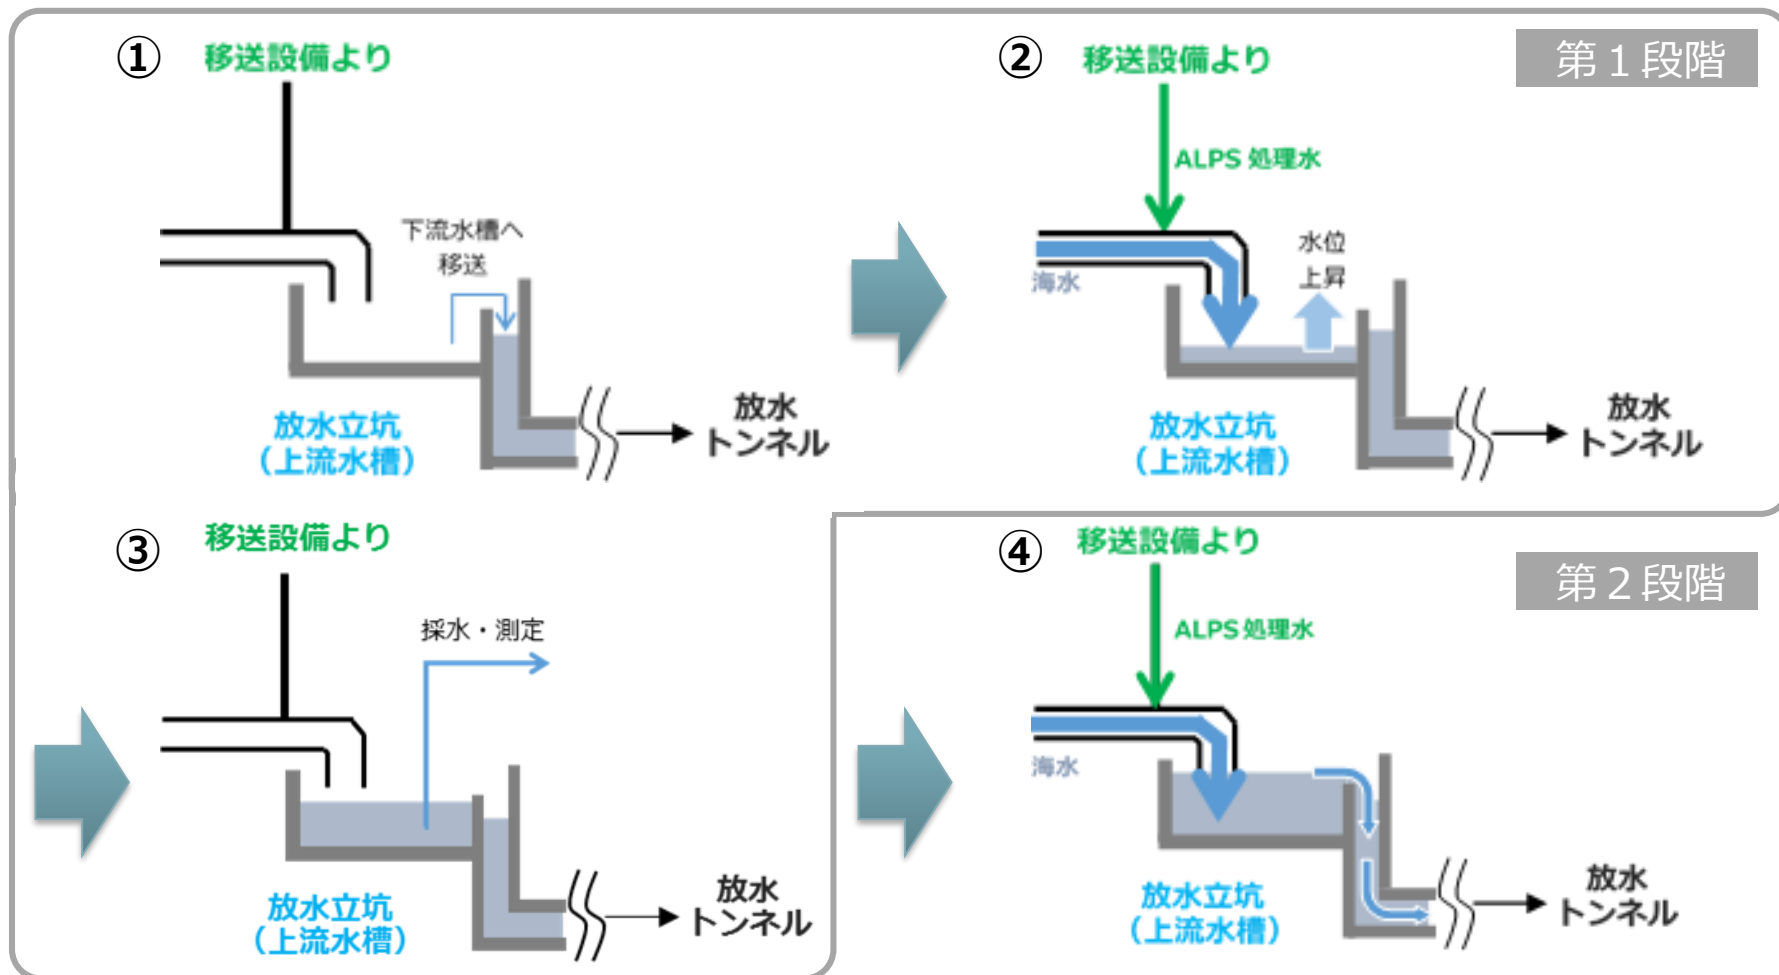 ①
移送設備より
下流水槽へ
移送
放水立坑
（上流水槽）
放水
トンネル
②
移送設備より
第１段階
ALPS 処理水
海水
水位
上昇
放水立坑
（上流水槽）
放水
トンネル
③
移送設備より
採水・測定
放水立坑
（上流水槽）
放水
トンネル
④
移送設備より
第２段階
ALPS 処理水
海水
放水立坑
（上流水槽）
放水
トンネル